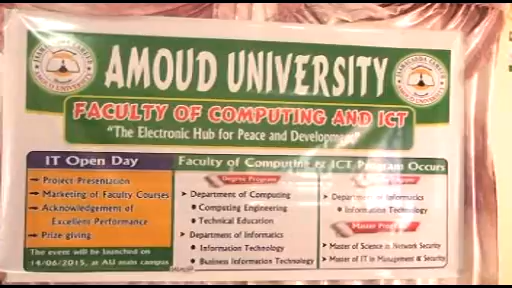 AMOUD UNIVERSITY
FACULTY OF COMPUTING AND ICT
"The Electronic Hub for Peace and Development"
IT Open Day
Project Presentation
Marketing of Faculty Courses
Acknowledgement of
Excellent Performance
Prize giving
The event will be launched on
14/06/2015, at AU main campus
Faculty of Computing & ICT Program Occurs
Degree Program
Department of Computing
Computing Engineering
Technical Education
Department of Informatics
Information Technology
Business Information Technology
Department of Informatics
Information Technology
Master
Master of Science in Network Security
Master of IT in Management & Security